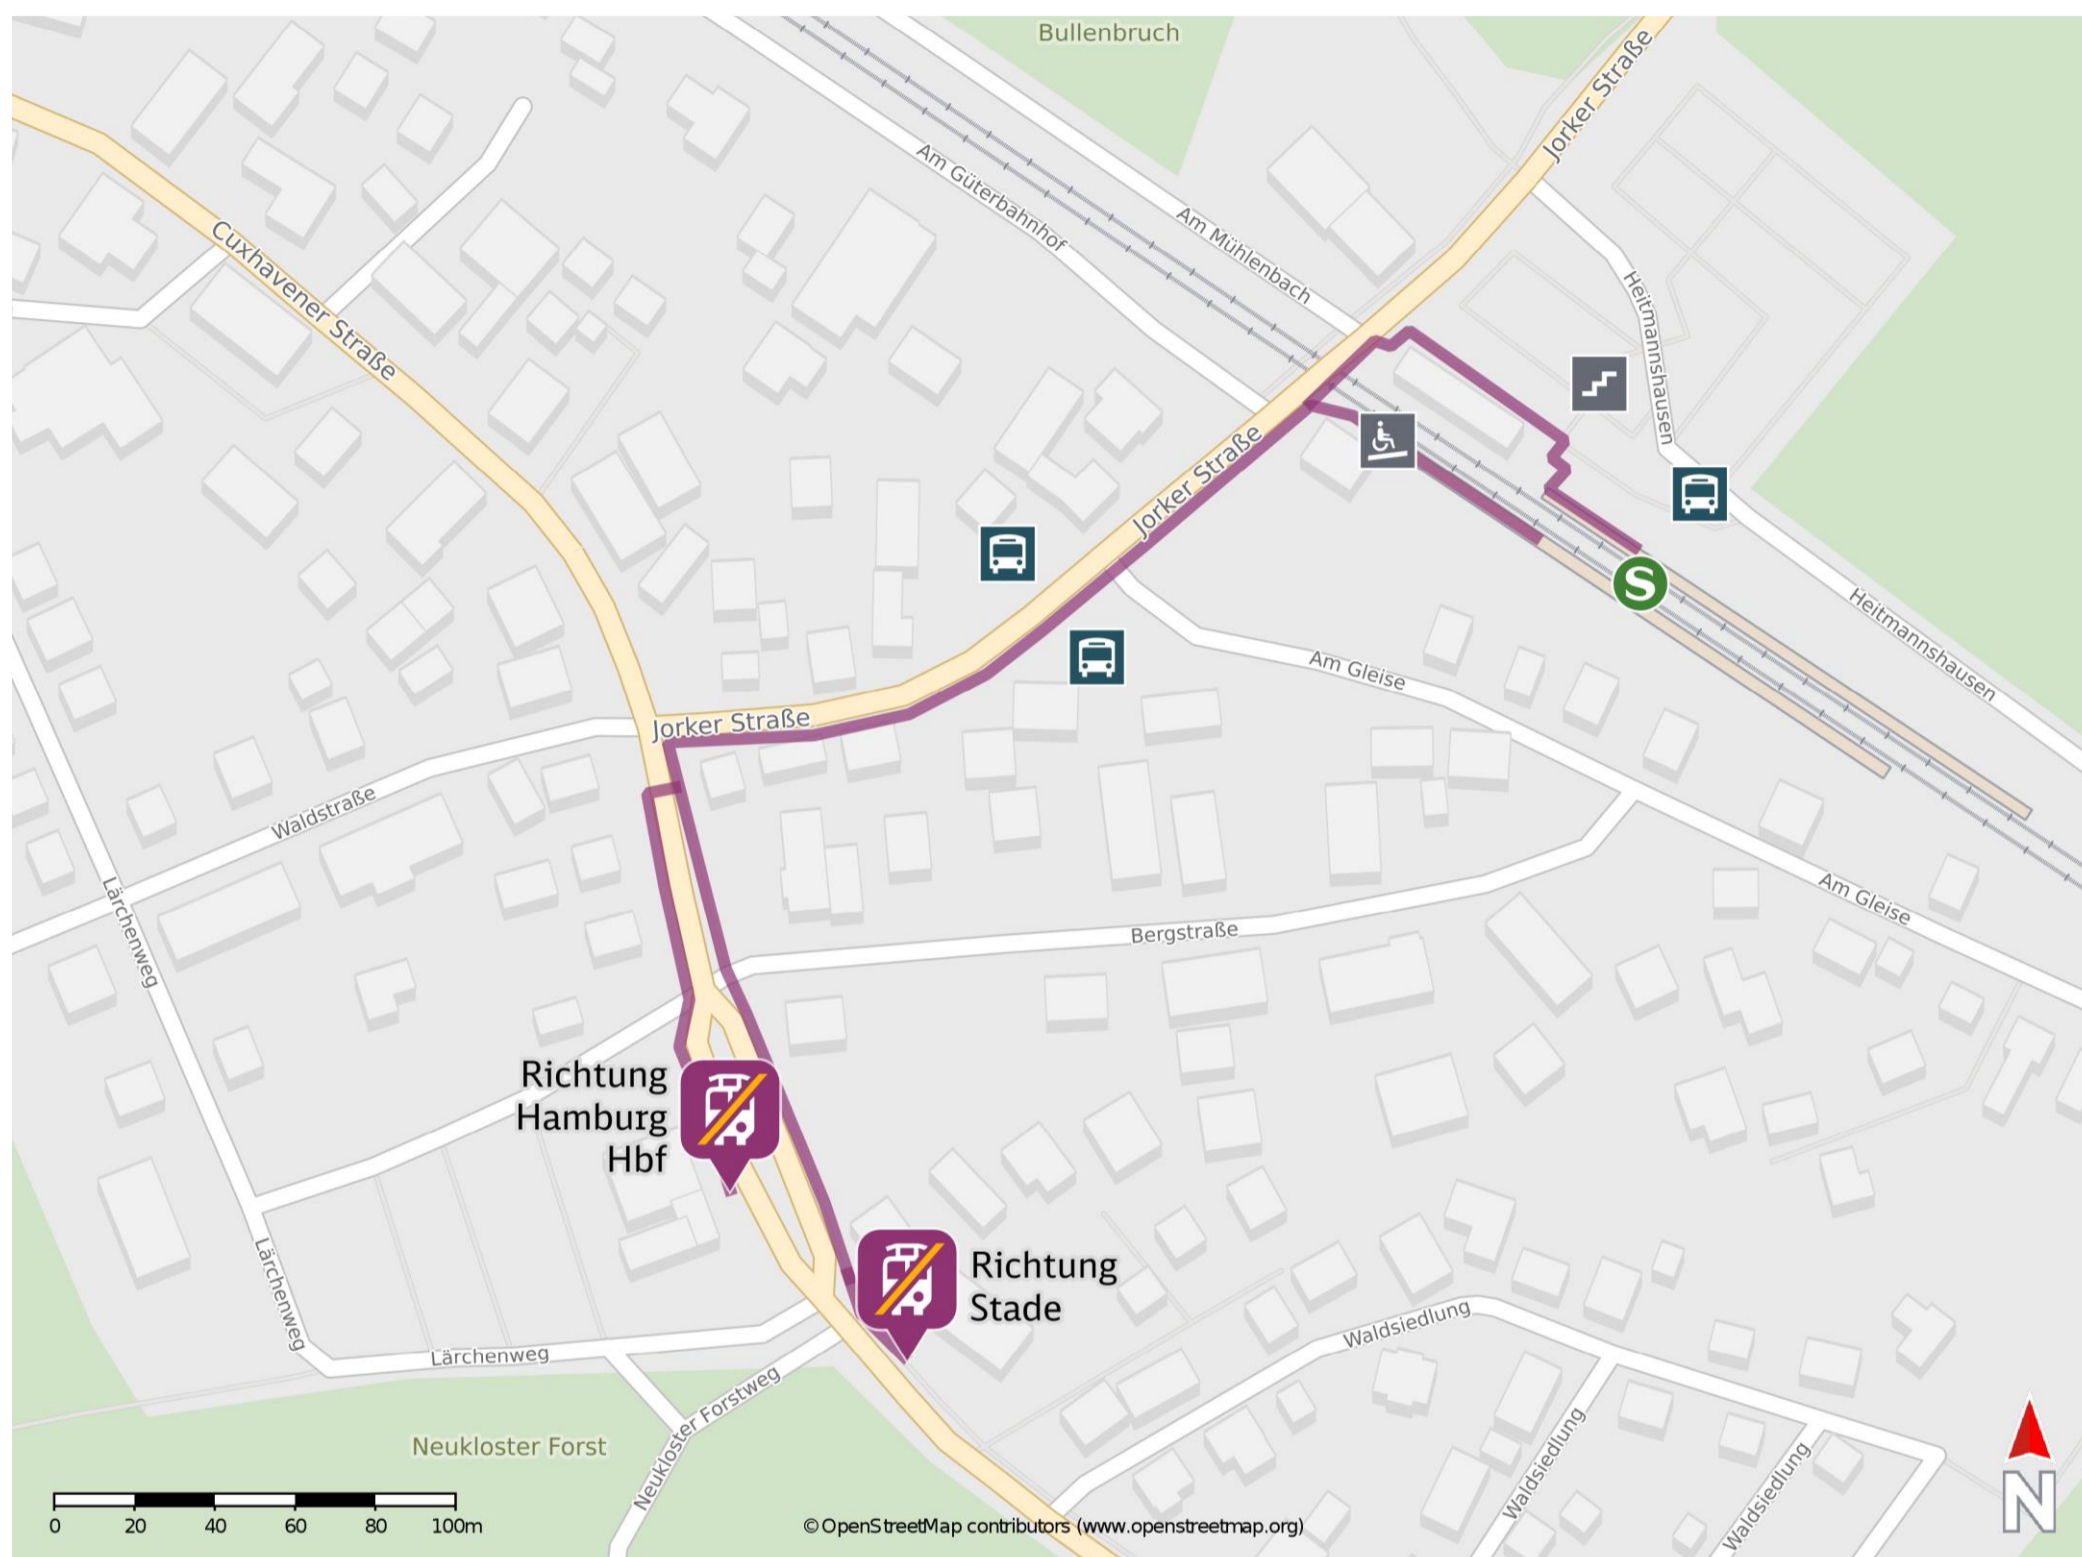 Bullenbruch
Jorker Straße
Am Güterbahnhof
Am Mühlenbach
Cuxhavener Straße
Heitmannshausen
Jorker Straße
S
Heitmannshausen
Am Gleise
Jorker Straße
Waldstraße
Lärchenweg
Am Gleise
Bergstraße
Richtung
Hamburg
Hbf
Richtung
Stade
Lärchenweg
Lärchenweg
Waldsiedlung
Neukloster Forstweg
Neukloster Forst
Waldsiedlung
Waldsiedlung
N
0 20 40 60 80 100m
© OpenStreetMap contributors (www.openstreetmap.org)